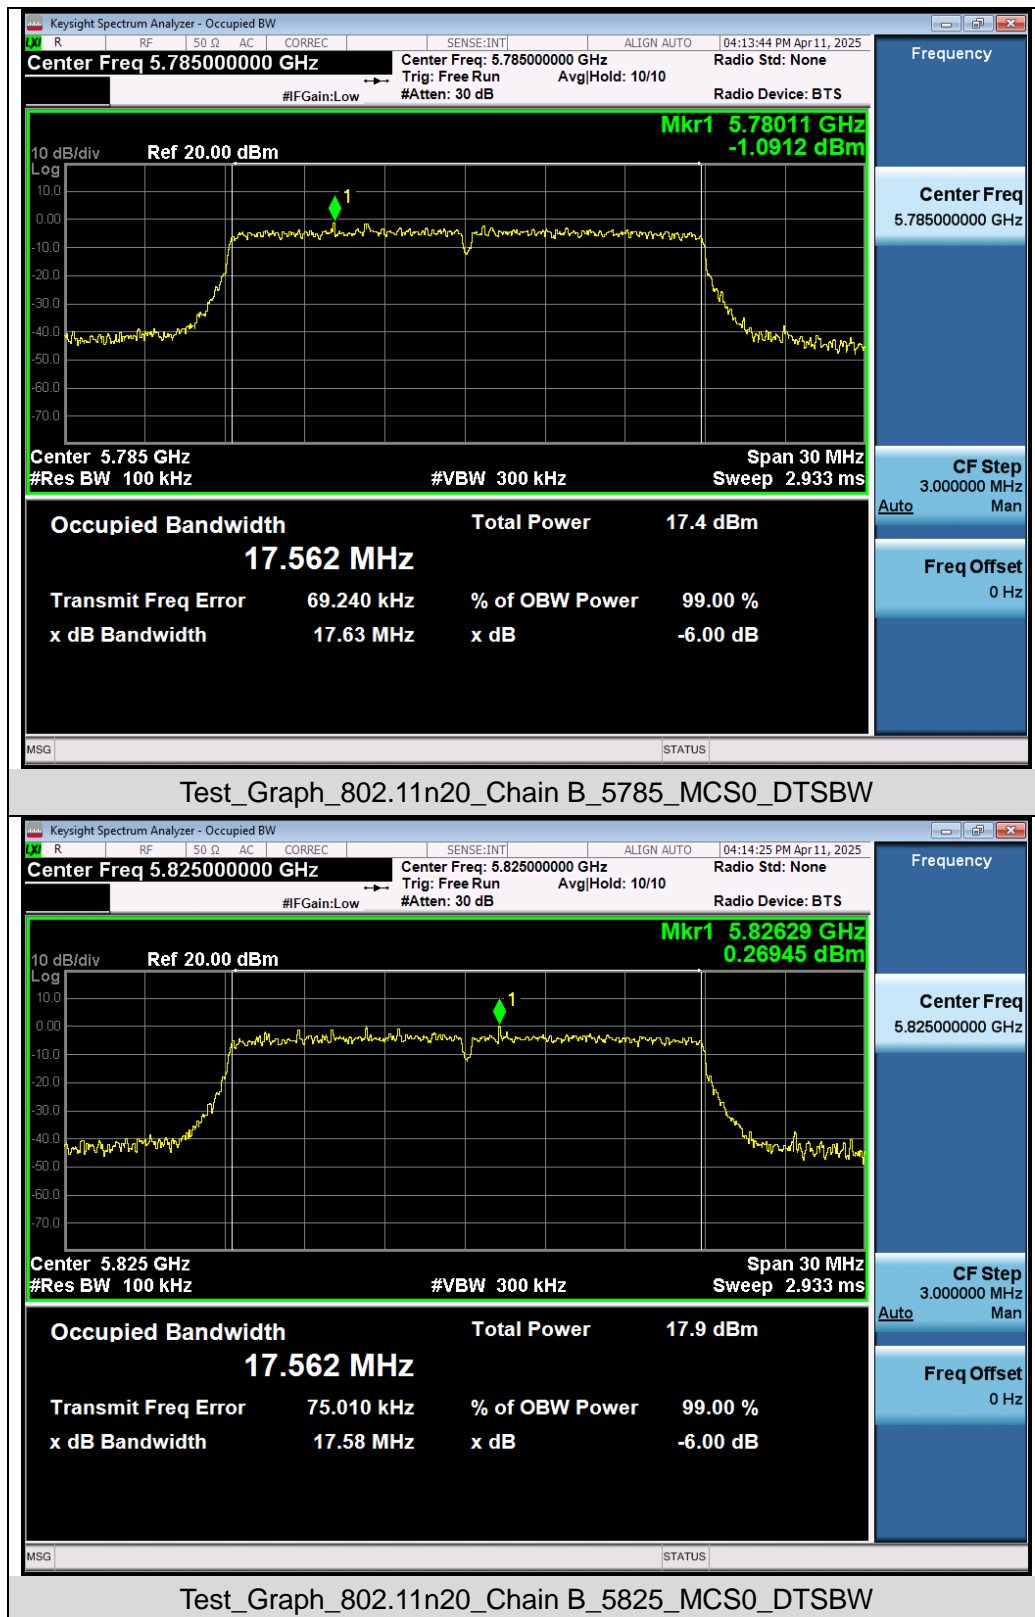 Keysight Spectrum Analyzer - Occupied BW
LXI R RF 50 Ω AC CORREC SENSE:INT ALIGN AUTO 04:13:44 PM Apr 11, 2025
Center Freq 5.785000000 GHz
Center Freq: 5.785000000 GHz Radio Std: None
Trig: Free Run Avg|Hold: 10/10
#IFGain:Low #Atten: 30 dB Radio Device: BTS
Frequency
Mkr1 5.78011 GHz
-1.0912 dBm
10 dB/div Ref 20.00 dBm
Log
10.0
0.00
-10.0
-20.0
-30.0
-40.0
-50.0
-60.0
-70.0
1
Center 5.785 GHz Span 30 MHz
#Res BW 100 kHz #VBW 300 kHz Sweep 2.933 ms
Center Freq
5.785000000 GHz
CF Step
3.000000 MHz
Auto Man
Freq Offset
0 Hz
Occupied Bandwidth Total Power 17.4 dBm
17.562 MHz
Transmit Freq Error 69.240 kHz % of OBW Power 99.00 %
x dB Bandwidth 17.63 MHz x dB -6.00 dB
MSG STATUS
Test_Graph_802.11n20_Chain B_5785_MCS0_DTSBW
Keysight Spectrum Analyzer - Occupied BW
LXI R RF 50 Ω AC CORREC SENSE:INT ALIGN AUTO 04:14:25 PM Apr 11, 2025
Center Freq 5.825000000 GHz
Center Freq: 5.825000000 GHz Radio Std: None
Trig: Free Run Avg|Hold: 10/10
#IFGain:Low #Atten: 30 dB Radio Device: BTS
Frequency
Mkr1 5.82629 GHz
0.26945 dBm
10 dB/div Ref 20.00 dBm
Log
10.0
0.00
-10.0
-20.0
-30.0
-40.0
-50.0
-60.0
-70.0
1
Center 5.825 GHz Span 30 MHz
#Res BW 100 kHz #VBW 300 kHz Sweep 2.933 ms
Center Freq
5.825000000 GHz
CF Step
3.000000 MHz
Auto Man
Freq Offset
0 Hz
Occupied Bandwidth Total Power 17.9 dBm
17.562 MHz
Transmit Freq Error 75.010 kHz % of OBW Power 99.00 %
x dB Bandwidth 17.58 MHz x dB -6.00 dB
MSG STATUS
Test_Graph_802.11n20_Chain B_5825_MCS0_DTSBW